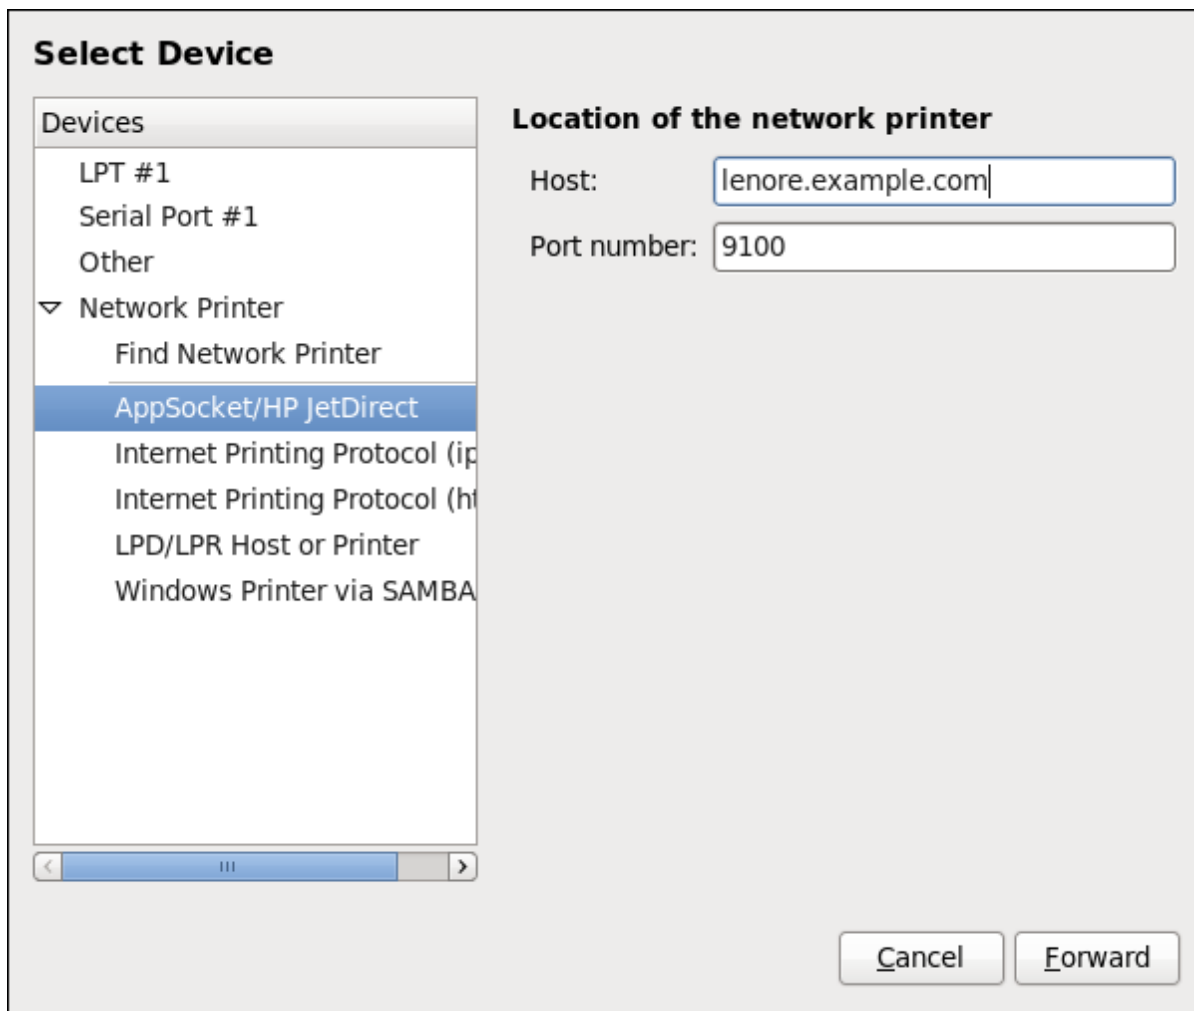 Select Device
Devices
LPT #1
Serial Port #1
Other
Network Printer
Find Network Printer
AppSocket/HP JetDirect
Internet Printing Protocol (ip
Internet Printing Protocol (ht
LPD/LPR Host or Printer
Windows Printer via SAMBA
Location of the network printer
Host: lenore.example.com
Port number: 9100
Cancel Forward